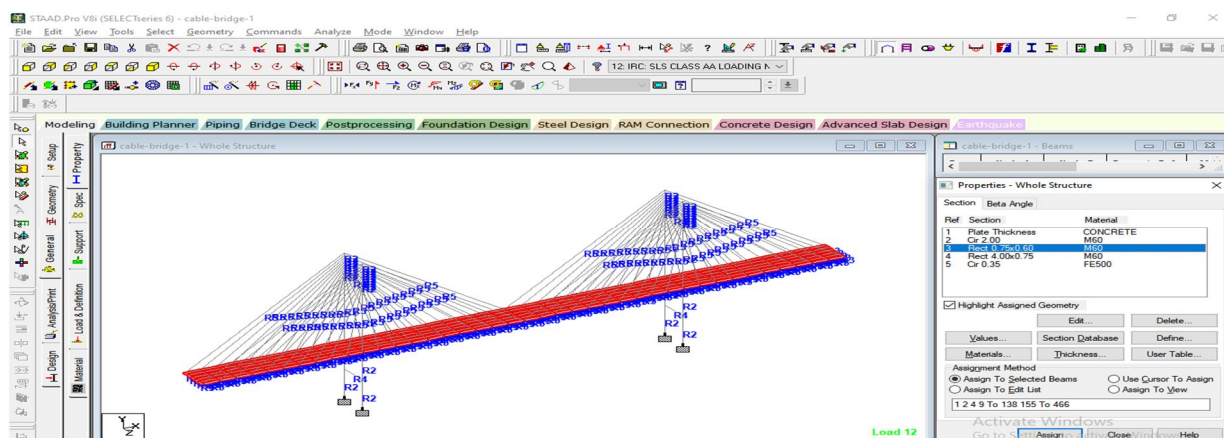 STAAD.Pro V8i (SELECTseries 6) - cable-bridge-1
File Edit View Tools Select Geometry Commands Analyze Mode Window Help
12: IRC: SLS CLASS AA LOADING N
Modeling Building Planner Piping Bridge Deck Postprocessing Foundation Design Steel Design RAM Connection Concrete Design Advanced Slab Design Earthquake
Setup
Geometry
General
Analysis/Print
Design
Property
Spec
Support
Load & Definition
Material
cable-bridge-1 - Whole Structure
R2
R4
R2
R2
R2
R4
R2
R2
Y
X
Z
Load 12
cable-bridge-1 - Beams
Properties - Whole Structure
Section Beta Angle
Ref Section Material
1 Plate Thickness CONCRETE
2 Cir 2.00 M60
3 Rect 0.75x0.60 M60
4 Rect 4.00x0.75 M60
5 Cir 0.35 FE500
Highlight Assigned Geometry
Edit... Delete...
Values... Section Database Define...
Materials... Thickness... User Table...
Assignment Method
Assign To Selected Beams Use Cursor To Assign
Assign To Edit List Assign To View
1 2 4 9 To 138 155 To 466
Activate Windows
Assign Close Help